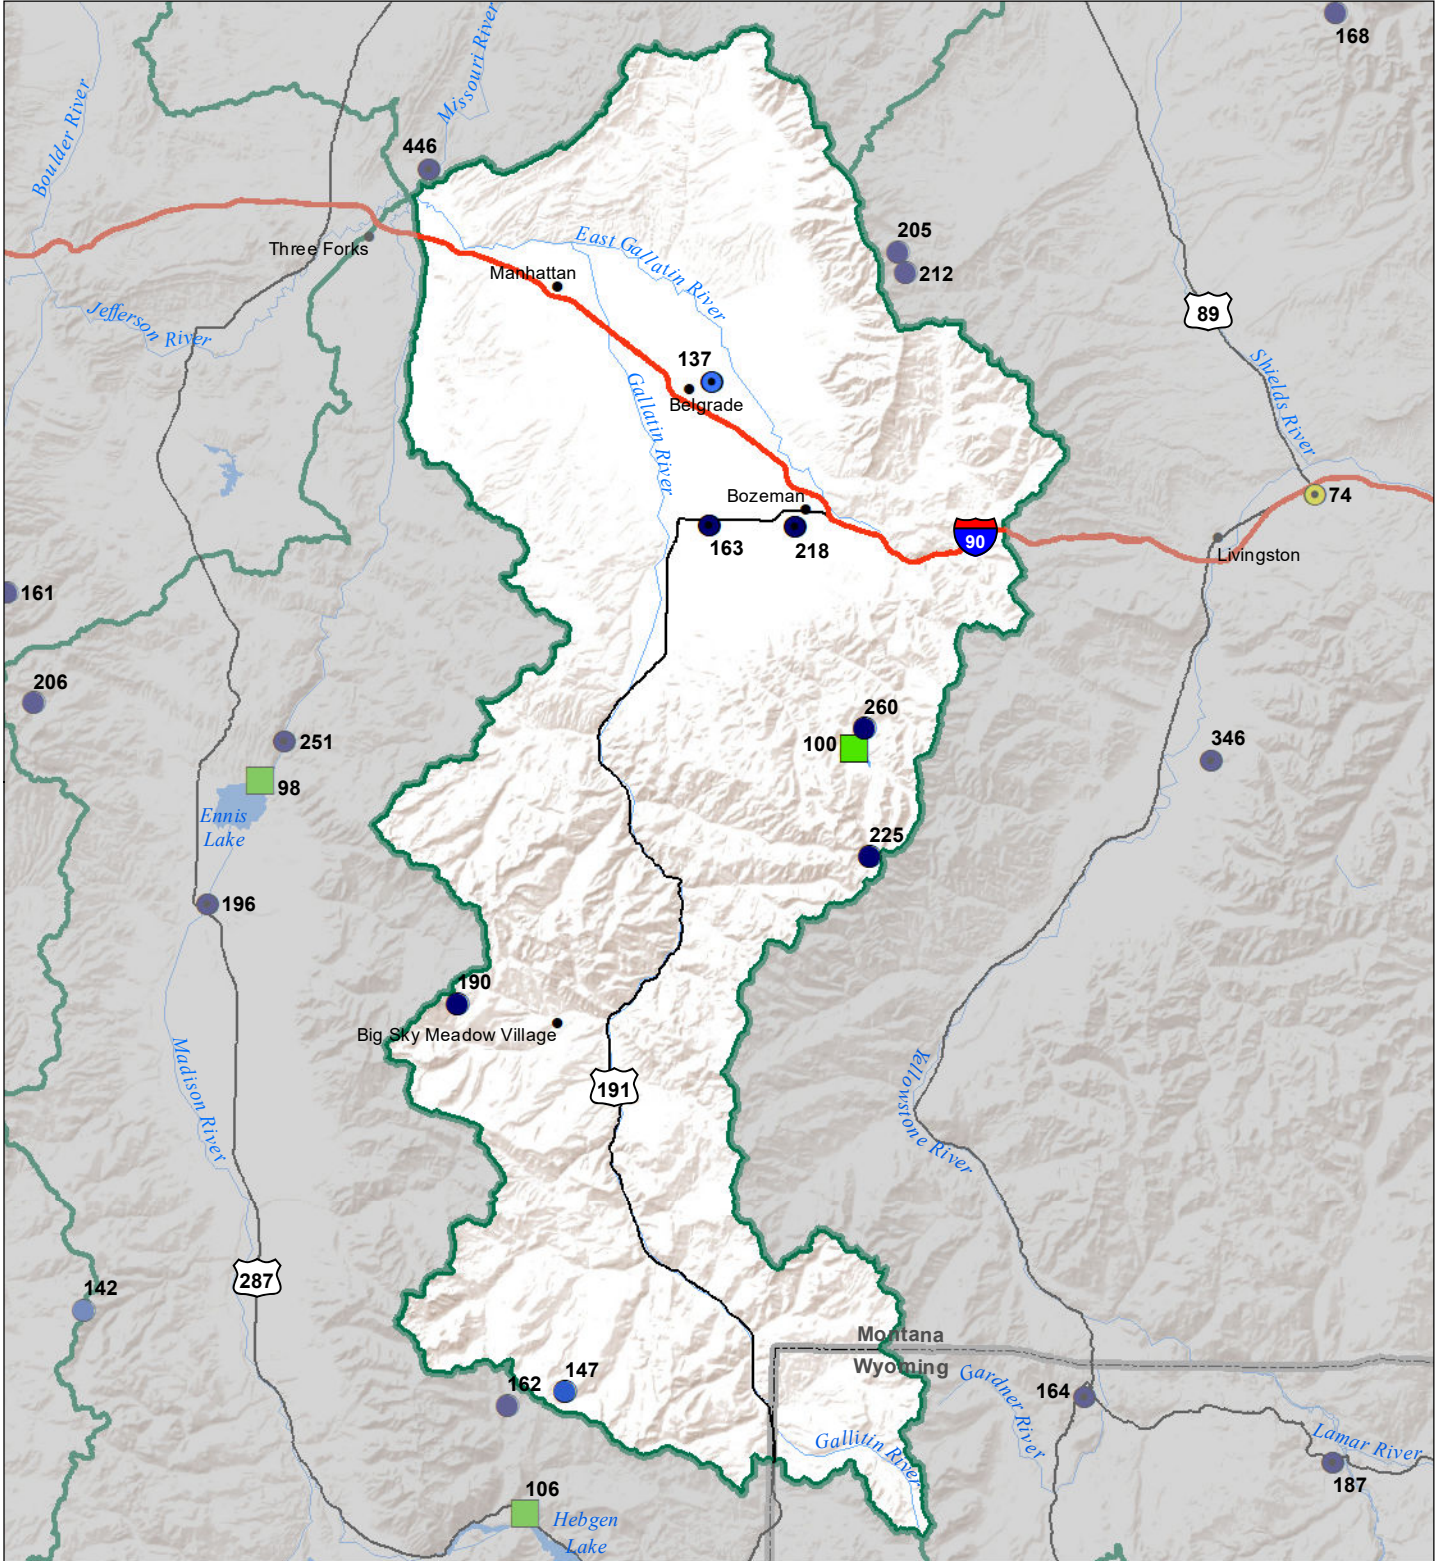 168
Missouri River
Boulder River
446
205
212
Three Forks
East Gallatin River
Manhattan
89
Jefferson River
Shields River
137
Belgrade
Gallatin River
Bozeman
74
163
218
90
Livingston
161
206
260
100
251
346
98
Ennis
Lake
225
196
190
Big Sky Meadow Village
Madison River
Yellowstone River
191
287
142
Montana
Wyoming
147
162
164
Gardner River
Gallitin River
Lamar River
187
106
Hebgen
Lake